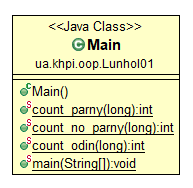 <<Java Class>>
Main
ua.khpi.oop.Lunhol01
Main()
count_parny(long):int
count_no_parny(long):int
count_odin(long):int
main(String[]):void